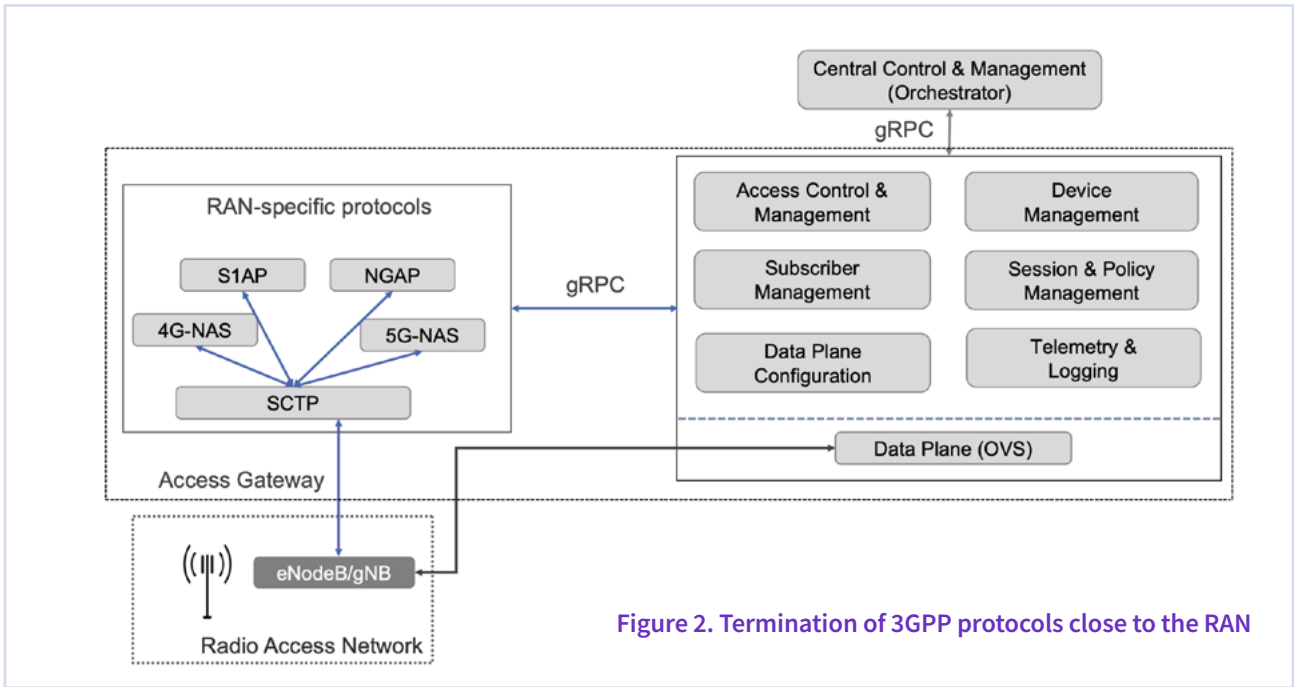 Central Control & Management
(Orchestrator)
gRPC
RAN-specific protocols
S1AP
NGAP
4G-NAS
5G-NAS
SCTP
gRPC
Access Control &
Management
Device
Management
Subscriber
Management
Session & Policy
Management
Data Plane
Configuration
Telemetry &
Logging
Data Plane (OVS)
Access Gateway
eNodeB/gNB
Radio Access Network
Figure 2. Termination of 3GPP protocols close to the RAN